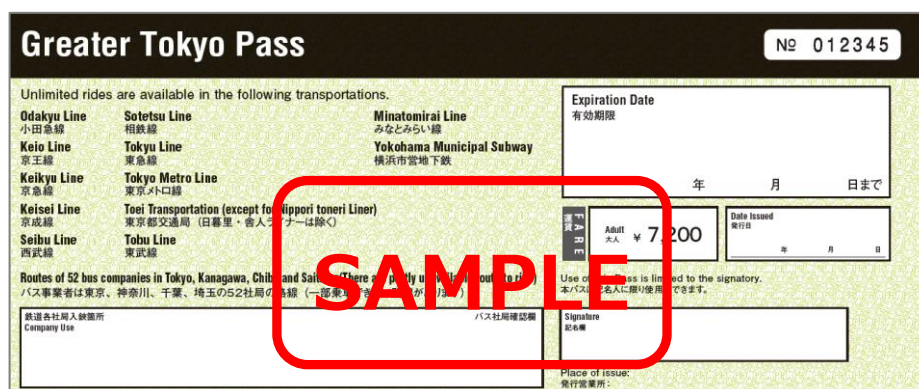 Greater Tokyo Pass
№ 012345
Unlimited rides are available in the following transportations.
Odakyu Line
小田急線
Keio Line
京王線
Keikyu Line
京急線
Keisei Line
京成線
Seibu Line
西武線
Sotetsu Line
相鉄線
Tokyu Line
東急線
Tokyo Metro Line
東京メトロ線
Toei Transportation (except for Nippori toneri Liner)
東京都交通局(日暮里・舎人ライナーは除く)
Tobu Line
東武線
Minatomirai Line
みなとみらい線
Yokohama Municipal Subway
横浜市営地下鉄
Routes of 52 bus companies in Tokyo, Kanagawa, Chiba and
バス事業者は東京、神奈川、千葉、埼玉の52社局の路線(一部乗車
Expiration Date
有効期限
年 月 日まで
FARE
運賃
Adult
大人
¥ 7,200
Date Issued
発行日
年 月 日
Use of Pass is limited to the signatory.
本パスは記名人に限り使用できます。
SAMPLE
鉄道各社局入鋏箇所
Company Use
バス社局確認欄
Signature
記名欄
Place of issue:
発行営業所: